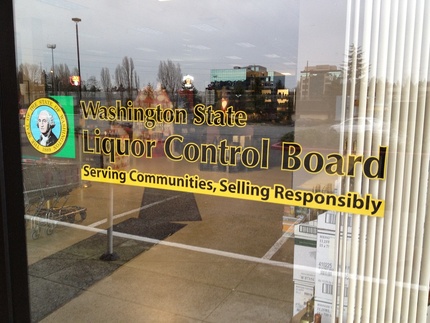 Washington State
Liquor Control Board
Serving Communities, Selling Responsibly